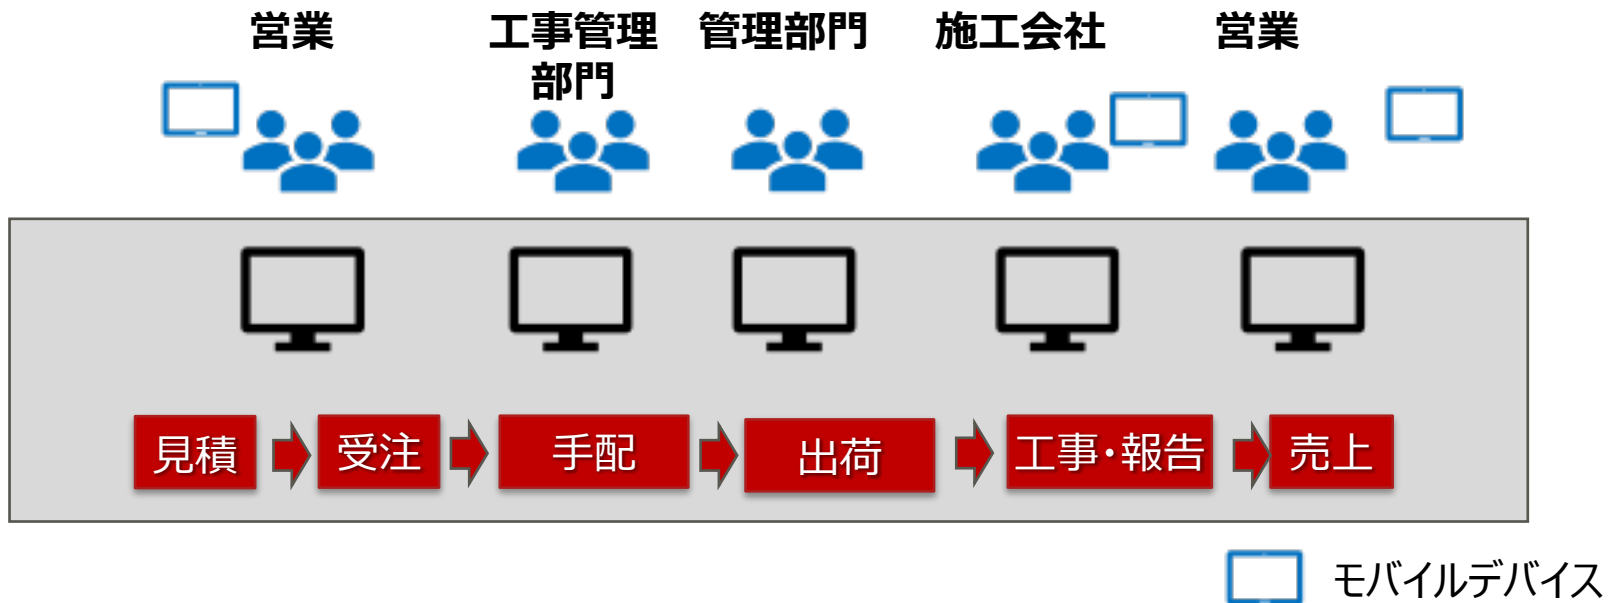 営業
工事管理
部門
管理部門
施工会社
営業
見積
受注
手配
出荷
工事・報告
売上
モバイルデバイス